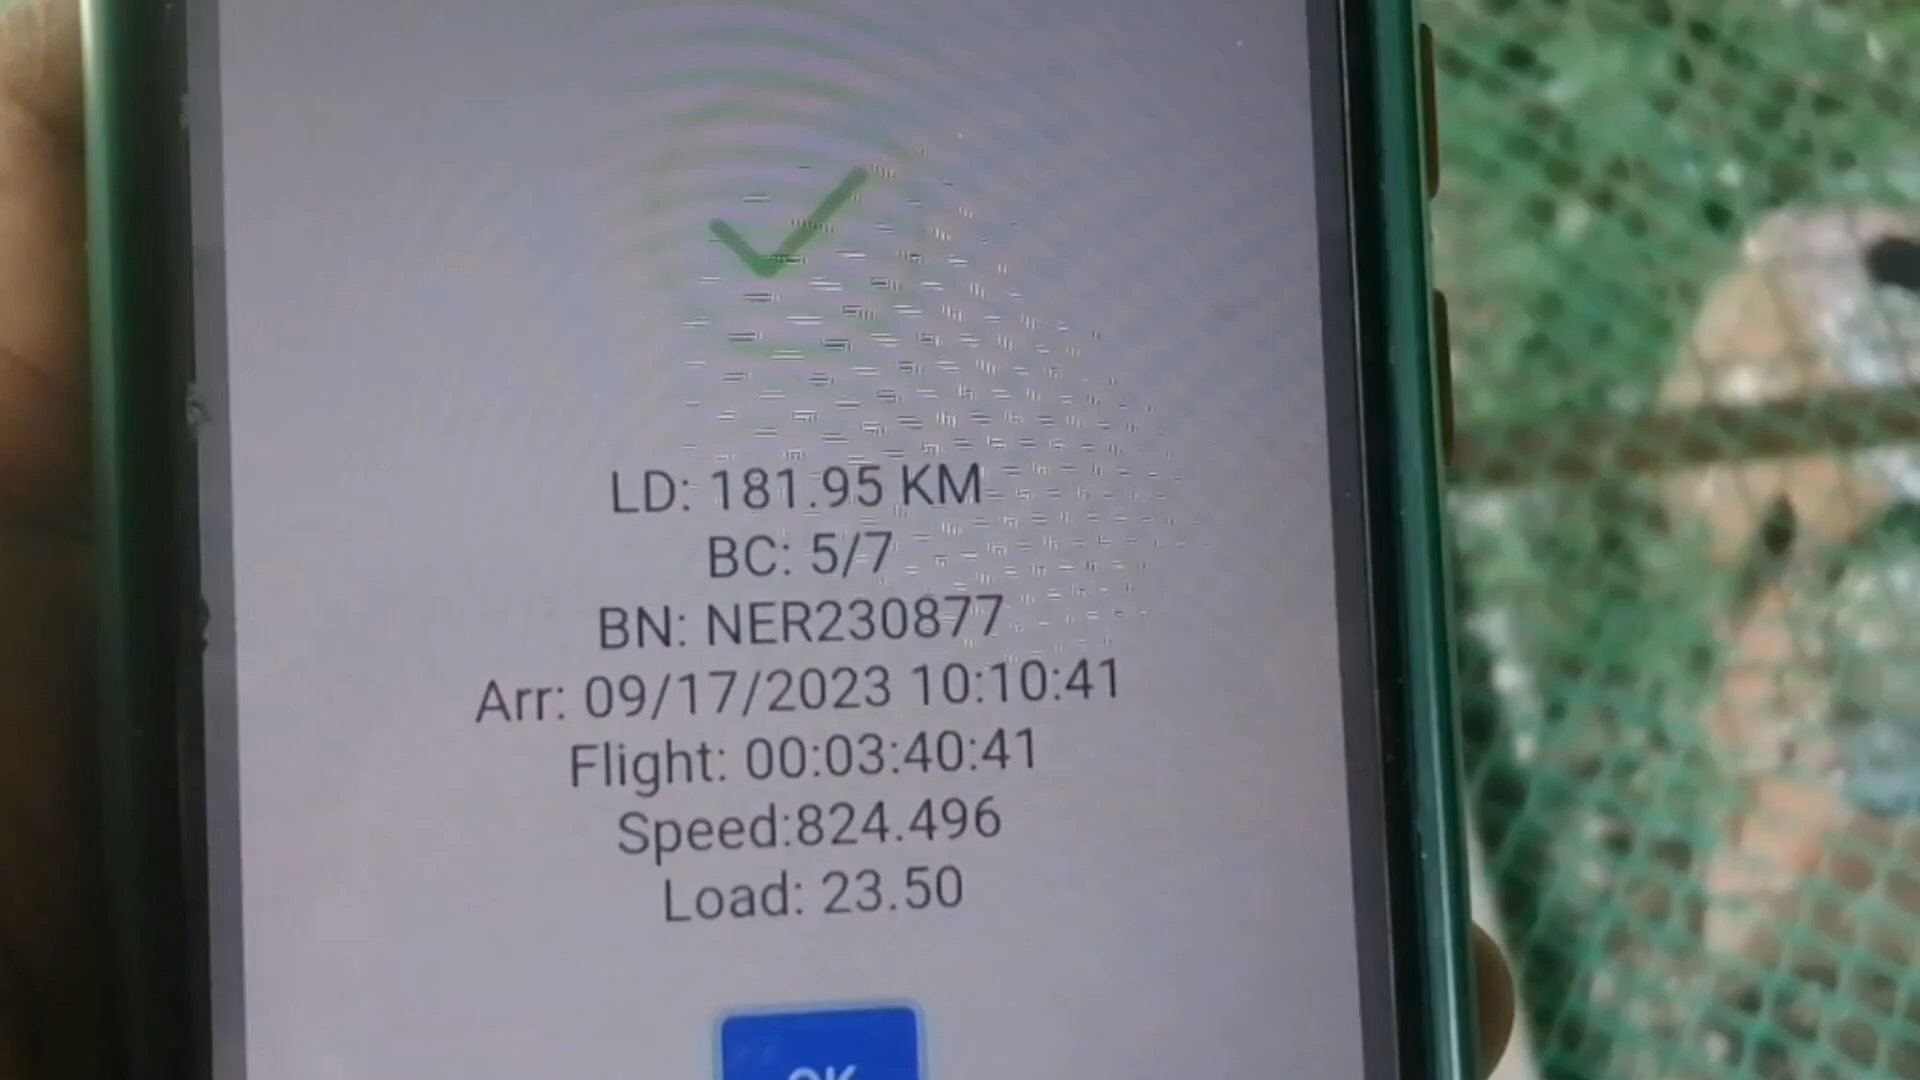 LD: 181.95 KM
BC: 5/7
BN: NER230877
Arr: 09/17/2023 10:10:41
Flight: 00:03:40:41
Speed:824.496
Load: 23.50
OK